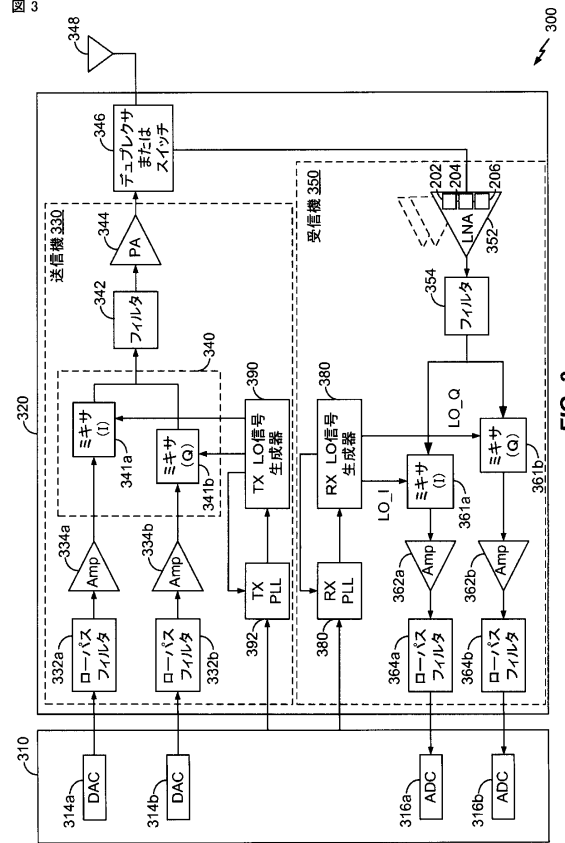 図 3
300
348
320
346
デュプレクサ
または
スイッチ
送信機 330
344
PA
342
フィルタ
340
ミキサ
(I)
341a
ミキサ
(Q)
341b
390
TX LO信号
生成器
334a
Amp
334b
Amp
TX
PLL
392
332a
ローパス
フィルタ
332b
ローパス
フィルタ
310
314a
DAC
314b
DAC
受信機 350
202
204
206
LNA
352
354
フィルタ
380
RX LO信号
生成器
LO_Q
LO_I
ミキサ
(I)
361a
ミキサ
(Q)
361b
RX
PLL
380
Amp
362a
Amp
362b
ローパス
フィルタ
364a
ローパス
フィルタ
364b
316a
ADC
316b
ADC